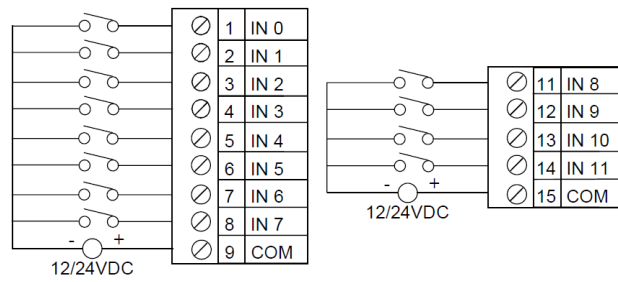 1 IN 0
2 IN 1
3 IN 2
4 IN 3
5 IN 4
6 IN 5
7 IN 6
8 IN 7
- + 9 COM
12/24VDC
11 IN 8
12 IN 9
13 IN 10
14 IN 11
- + 15 COM
12/24VDC